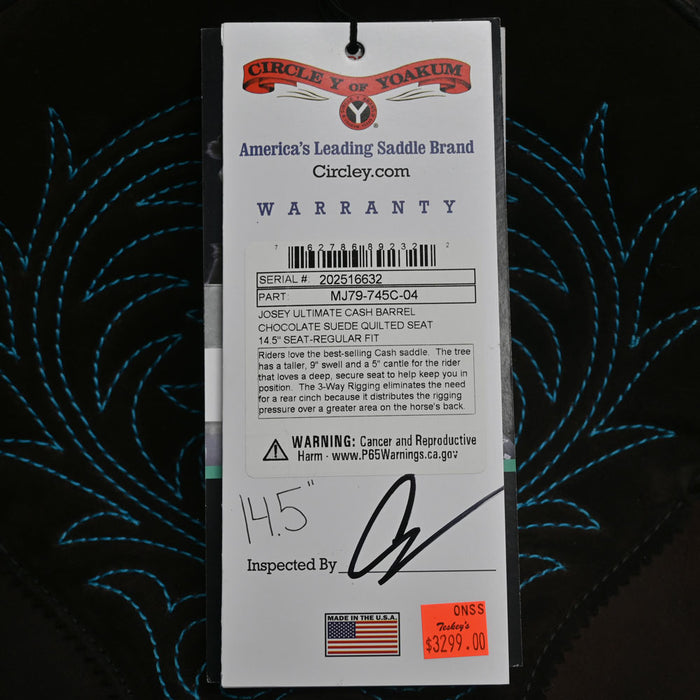 CIRCLE Y OF YOAKUM
Y
America's Leading Saddle Brand
Circley.com
WARRANTY
7 62786 89232 2
SERIAL #: 202516632
PART: MJ79-745C-04
JOSEY ULTIMATE CASH BARREL
CHOCOLATE SUEDE QUILTED SEAT
14.5" SEAT-REGULAR FIT
Riders love the best-selling Cash saddle. The tree
has a taller, 9" swell and a 5" cantle for the rider
that loves a deep, secure seat to help keep you in
position. The 3-Way Rigging eliminates the need
for a rear cinch because it distributes the rigging
pressure over a greater area on the horse's back.
WARNING: Cancer and Reproductive
Harm - www.P65Warnings.ca.gov
14.5"
Inspected By
MADE IN THE U.S.A.
ONSS
Teskey's
$3299.00